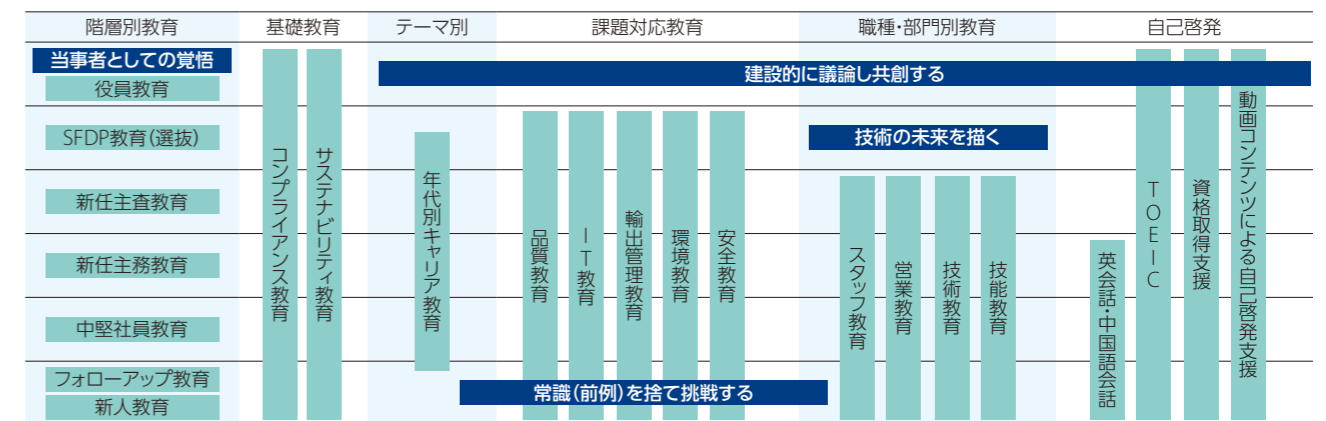 階層別教育
基礎教育
テーマ別
課題対応教育
職種・部門別教育
自己啓発
当事者としての覚悟
役員教育
SFDP教育(選抜)
新任主査教育
新任主務教育
中堅社員教育
フォローアップ教育
新人教育
コンプライアンス教育
サステナビリティ教育
年代別キャリア教育
建設的に議論し共創する
品質教育
IT教育
輸出管理教育
環境教育
安全教育
常識(前例)を捨て挑戦する
技術の未来を描く
スタッフ教育
営業教育
技術教育
技能教育
英会話・中国語会話
TOEIC
資格取得支援
動画コンテンツによる自己啓発支援